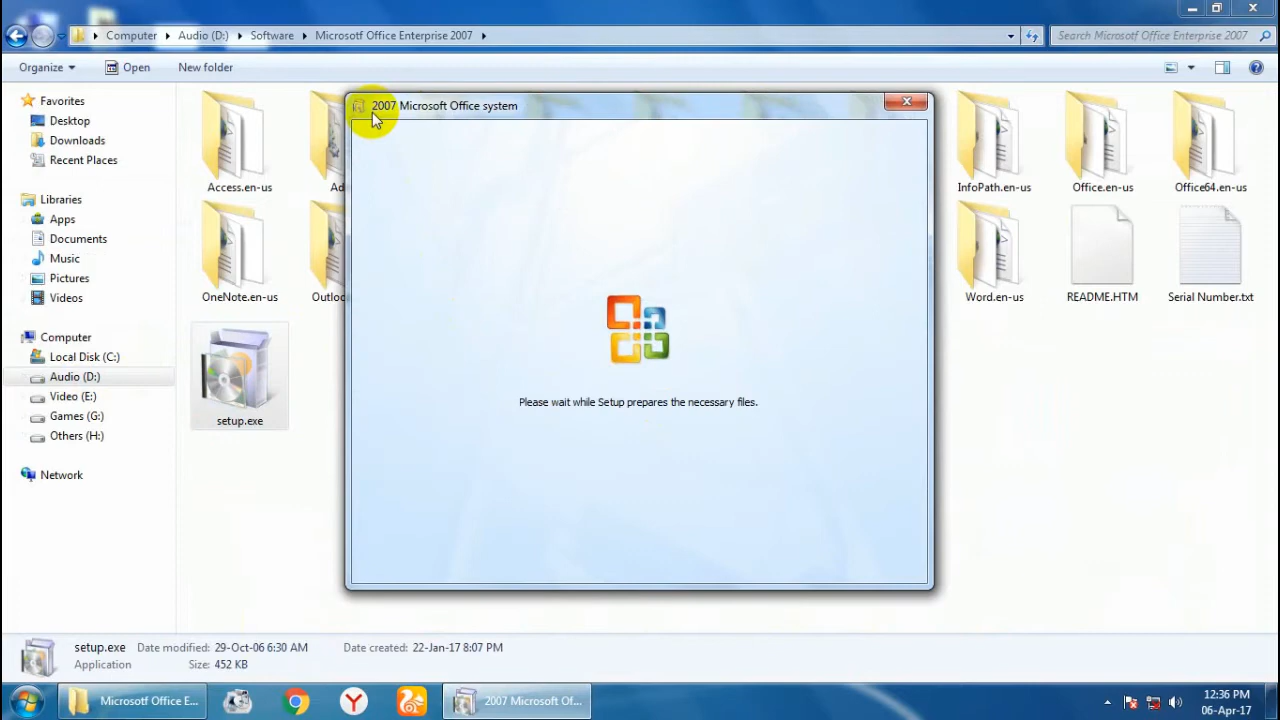 Computer Audio (D:) Software Microsotf Office Enterprise 2007
Search Microsotf Office Enterprise 2007
Organize Open New folder
Favorites
Desktop
Downloads
Recent Places
Libraries
Apps
Documents
Music
Pictures
Videos
Computer
Local Disk (C:)
Audio (D:)
Video (E:)
Games (G:)
Others (H:)
Network
Access.en-us
Ad
InfoPath.en-us
Office.en-us
Office64.en-us
OneNote.en-us
Outloo
Word.en-us
README.HTM
Serial Number.txt
setup.exe
2007 Microsoft Office system
Please wait while Setup prepares the necessary files.
setup.exe Date modified: 29-Oct-06 6:30 AM Date created: 22-Jan-17 8:07 PM
Application Size: 452 KB
Microsotf Office E...
2007 Microsoft Of...
12:36 PM
06-Apr-17